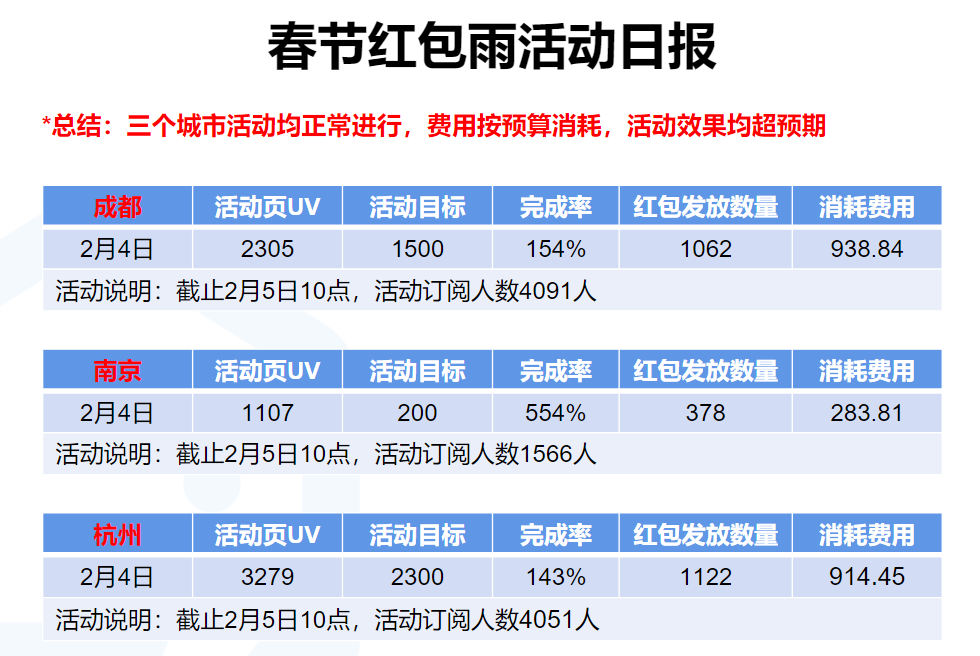 春节红包雨活动日报
*总结：三个城市活动均正常进行，费用按预算消耗，活动效果均超预期
成都 活动页UV 活动目标 完成率 红包发放数量 消耗费用
2月4日 2305 1500 154% 1062 938.84
活动说明：截止2月5日10点，活动订阅人数4091人
南京 活动页UV 活动目标 完成率 红包发放数量 消耗费用
2月4日 1107 200 554% 378 283.81
活动说明：截止2月5日10点，活动订阅人数1566人
杭州 活动页UV 活动目标 完成率 红包发放数量 消耗费用
2月4日 3279 2300 143% 1122 914.45
活动说明：截止2月5日10点，活动订阅人数4051人